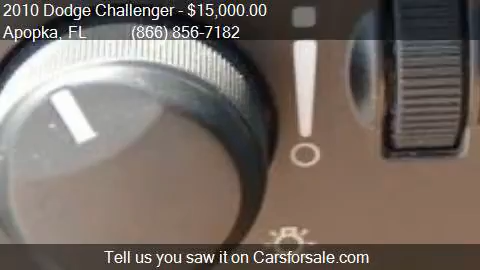 2010 Dodge Challenger - $15,000.00
Apopka, FL (866) 856-7182
Tell us you saw it on Carsforsale.com